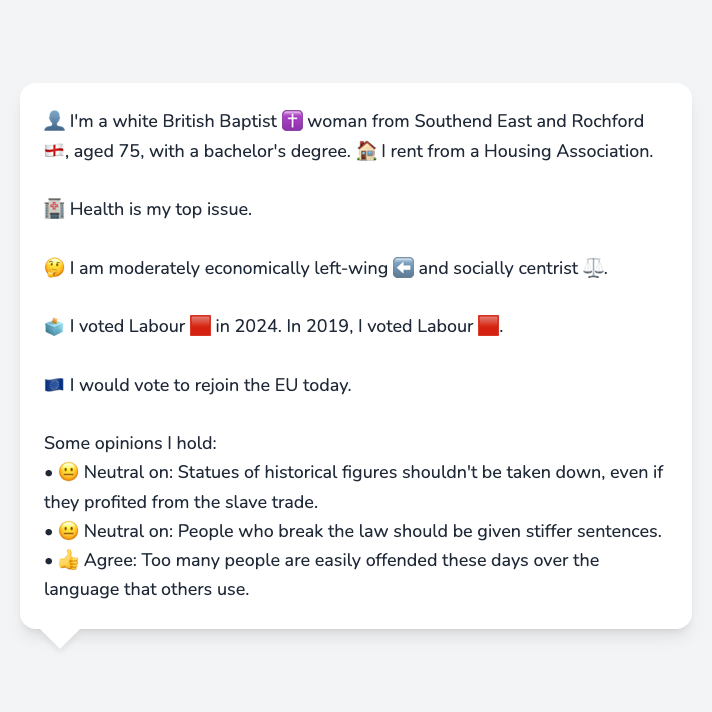 👤 I'm a white British Baptist ✝️ woman from Southend East and Rochford
🏴󠁧󠁢󠁥󠁮󠁧󠁿, aged 75, with a bachelor's degree. 🏠 I rent from a Housing Association.
🏥 Health is my top issue.
🤔 I am moderately economically left-wing ⬅️ and socially centrist ⚖️.
🗳️ I voted Labour 🟥 in 2024. In 2019, I voted Labour 🟥.
🇪🇺 I would vote to rejoin the EU today.
Some opinions I hold:
• 😐 Neutral on: Statues of historical figures shouldn't be taken down, even if
they profited from the slave trade.
• 😐 Neutral on: People who break the law should be given stiffer sentences.
• 👍 Agree: Too many people are easily offended these days over the
language that others use.